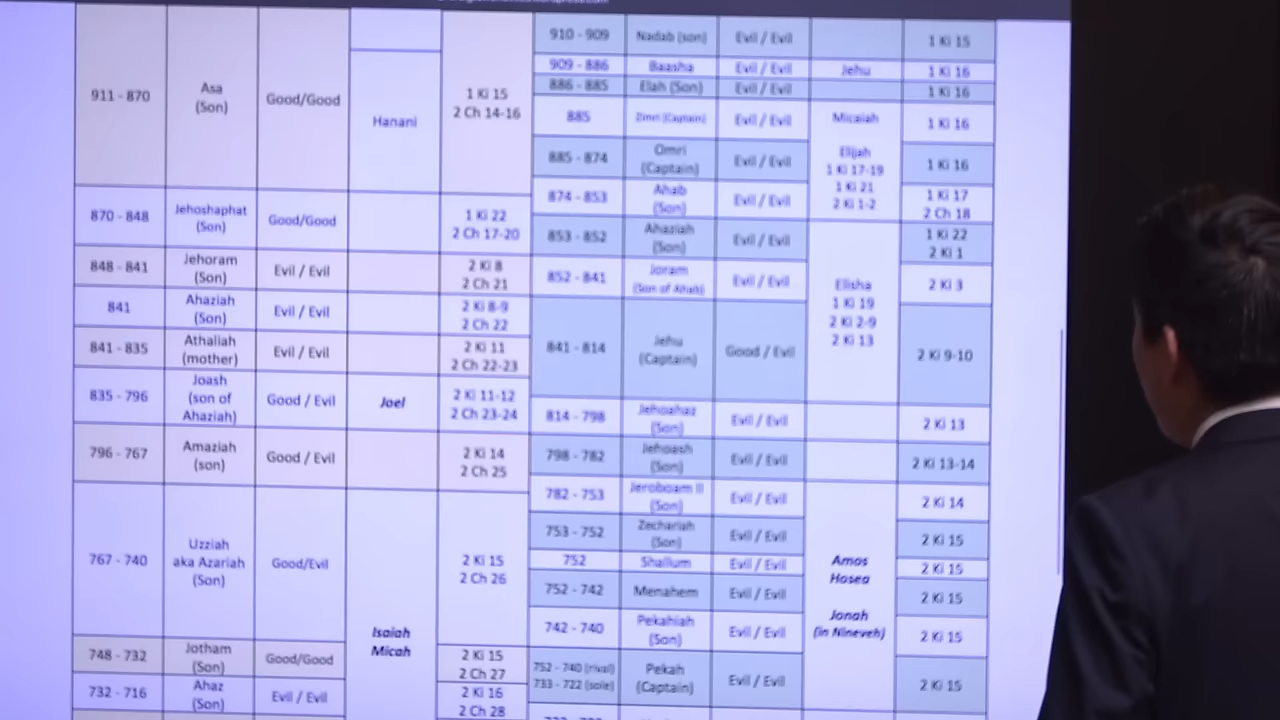 911 - 870
Asa
(Son)
Good/Good
Hanani
1 Ki 15
2 Ch 14-16
870 - 848
Jehoshaphat
(Son)
Good/Good
1 Ki 22
2 Ch 17-20
848 - 841
Jehoram
(Son)
Evil / Evil
2 Ki 8
2 Ch 21
841
Ahaziah
(Son)
Evil / Evil
2 Ki 8-9
2 Ch 22
841 - 835
Athaliah
(mother)
Evil / Evil
2 Ki 11
2 Ch 22-23
835 - 796
Joash
(son of
Ahaziah)
Good / Evil
Joel
2 Ki 11-12
2 Ch 23-24
796 - 767
Amaziah
(son)
Good / Evil
2 Ki 14
2 Ch 25
767 - 740
Uzziah
aka Azariah
(Son)
Good/Evil
Isaiah
Micah
2 Ki 15
2 Ch 26
748 - 732
Jotham
(Son)
Good/Good
2 Ki 15
2 Ch 27
732 - 716
Ahaz
(Son)
Evil / Evil
2 Ki 16
2 Ch 28
910 - 909
Nadab (son)
Evil / Evil
1 Ki 15
909 - 886
Baasha
Evil / Evil
Jehu
1 Ki 16
886 - 885
Elah (Son)
Evil / Evil
1 Ki 16
885
Zimri (Captain)
Evil / Evil
Micaiah
Elijah
1 Ki 17-19
1 Ki 21
2 Ki 1-2
1 Ki 16
885 - 874
Omri
(Captain)
Evil / Evil
1 Ki 16
874 - 853
Ahab
(Son)
Evil / Evil
1 Ki 17
2 Ch 18
853 - 852
Ahaziah
(Son)
Evil / Evil
Elisha
1 Ki 19
2 Ki 2-9
2 Ki 13
1 Ki 22
2 Ki 1
852 - 841
Joram
(Son of Ahab)
Evil / Evil
2 Ki 3
841 - 814
Jehu
(Captain)
Good / Evil
2 Ki 9-10
814 - 798
Jehoahaz
(Son)
Evil / Evil
2 Ki 13
798 - 782
Jehoash
(Son)
Evil / Evil
2 Ki 13-14
782 - 753
Jeroboam II
(Son)
Evil / Evil
Amos
Hosea
Jonah
(in Nineveh)
2 Ki 14
753 - 752
Zechariah
(Son)
Evil / Evil
2 Ki 15
752
Shallum
Evil / Evil
2 Ki 15
752 - 742
Menahem
Evil / Evil
2 Ki 15
742 - 740
Pekahiah
(Son)
Evil / Evil
2 Ki 15
752 - 740 (rival)
733 - 722 (sole)
Pekah
(Captain)
Evil / Evil
2 Ki 15